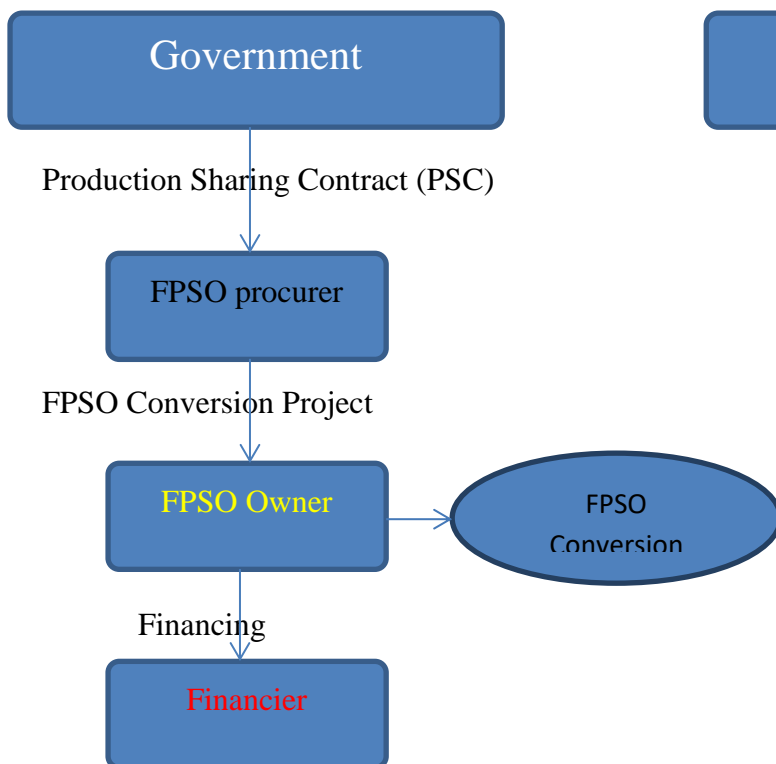 Government
Production Sharing Contract (PSC)
FPSO procurer
FPSO Conversion Project
FPSO Owner
FPSO
Conversion
Financing
Financier